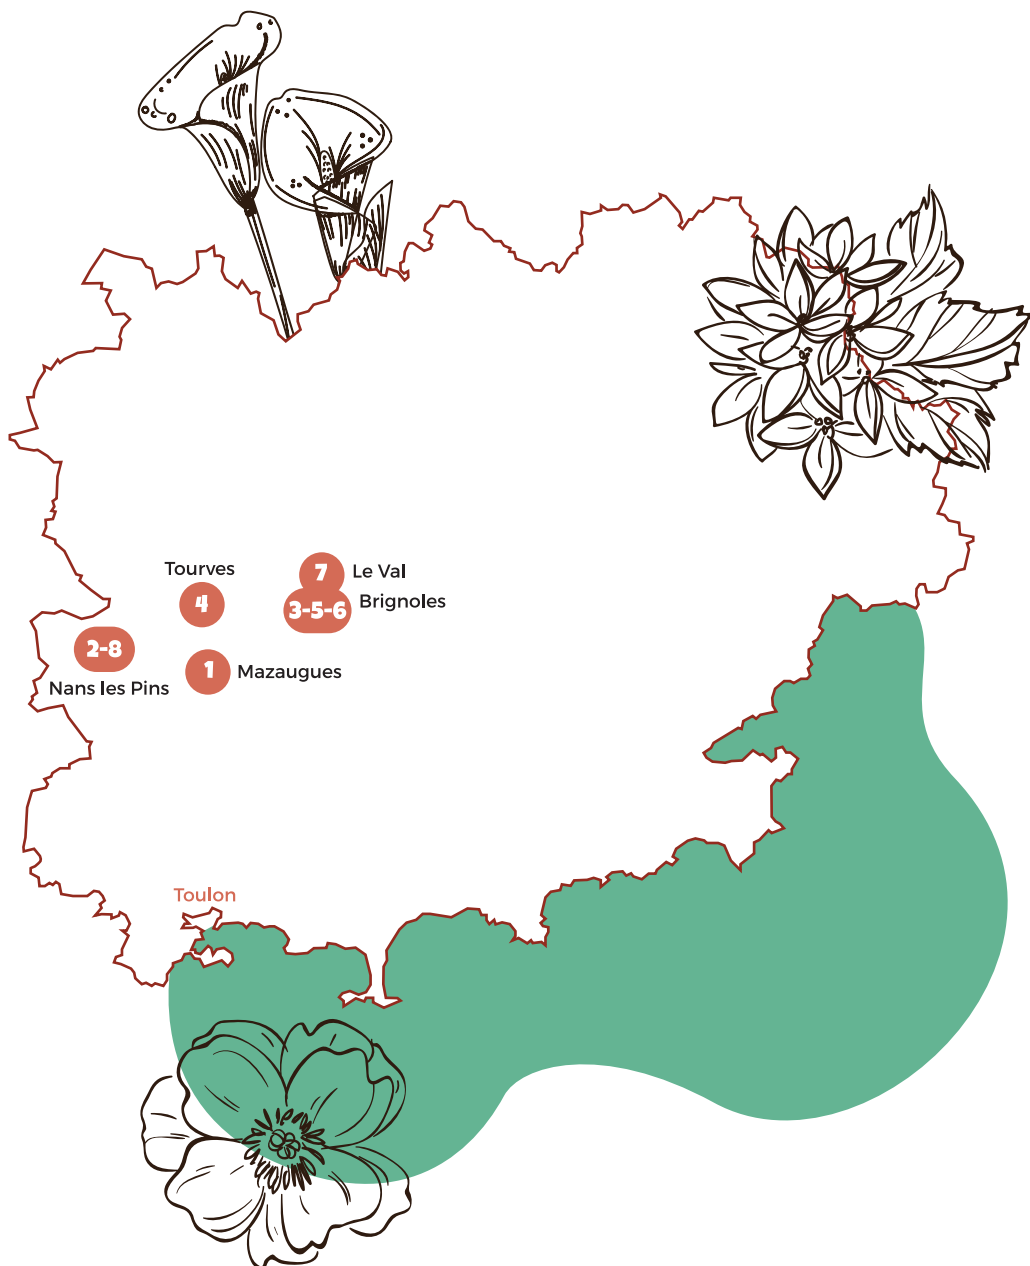 Tourves
4
7
Le Val
3-5-6
Brignoles
2-8
Nans les Pins
1
Mazaugues
Toulon